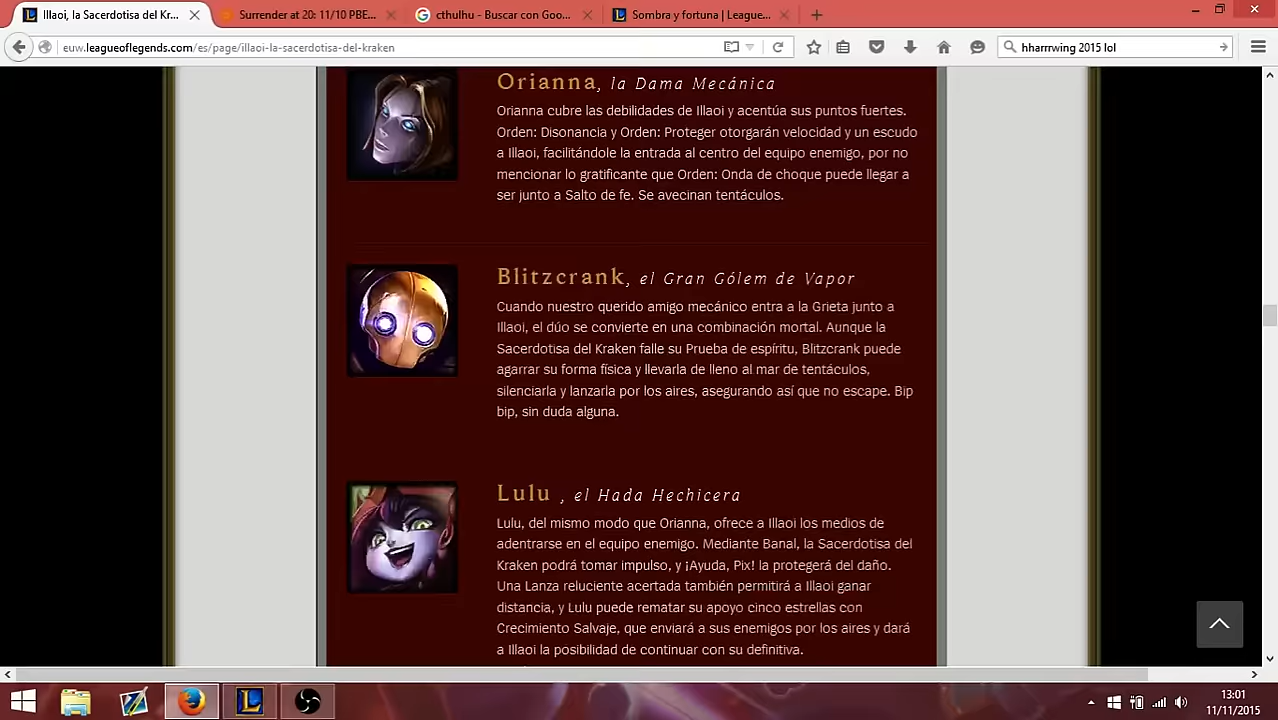 Illaoi, la Sacerdotisa del Kr...
Surrender at 20: 11/10 PBE...
cthulhu - Buscar con Goo...
Sombra y fortuna | League...
euw.leagueoflegends.com/es/page/illaoi-la-sacerdotisa-del-kraken
hharrrwing 2015 lol
Orianna, la Dama Mecánica
Orianna cubre las debilidades de Illaoi y acentúa sus puntos fuertes.
Orden: Disonancia y Orden: Proteger otorgarán velocidad y un escudo
a Illaoi, facilitándole la entrada al centro del equipo enemigo, por no
mencionar lo gratificante que Orden: Onda de choque puede llegar a
ser junto a Salto de fe. Se avecinan tentáculos.
Blitzcrank, el Gran Gólem de Vapor
Cuando nuestro querido amigo mecánico entra a la Grieta junto a
Illaoi, el dúo se convierte en una combinación mortal. Aunque la
Sacerdotisa del Kraken falle su Prueba de espíritu, Blitzcrank puede
agarrar su forma física y llevarla de lleno al mar de tentáculos,
silenciarla y lanzarla por los aires, asegurando así que no escape. Bip
bip, sin duda alguna.
Lulu , el Hada Hechicera
Lulu, del mismo modo que Orianna, ofrece a Illaoi los medios de
adentrarse en el equipo enemigo. Mediante Banal, la Sacerdotisa del
Kraken podrá tomar impulso, y ¡Ayuda, Pix! la protegerá del daño.
Una Lanza reluciente acertada también permitirá a Illaoi ganar
distancia, y Lulu puede rematar su apoyo cinco estrellas con
Crecimiento Salvaje, que enviará a sus enemigos por los aires y dará
a Illaoi la posibilidad de continuar con su definitiva.
13:01
11/11/2015